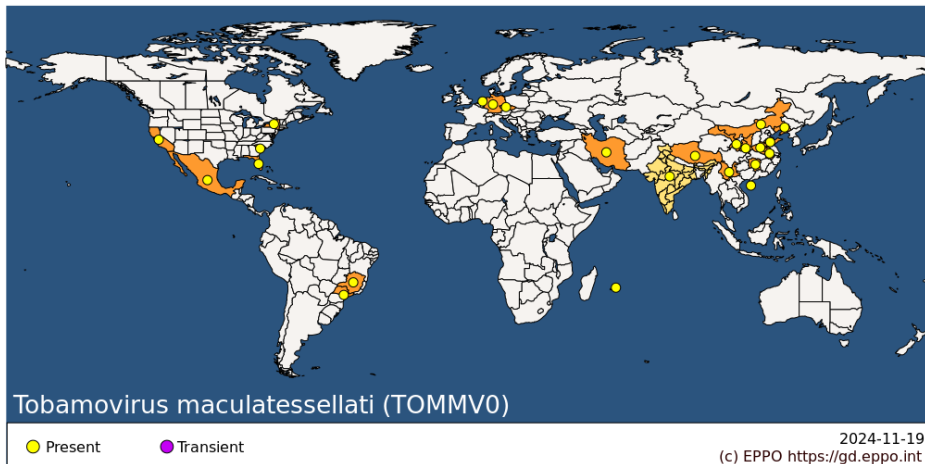 Tobamovirus maculatessellati (TOMMV0)
Present
Transient
2024-11-19
(c) EPPO https://gd.eppo.int